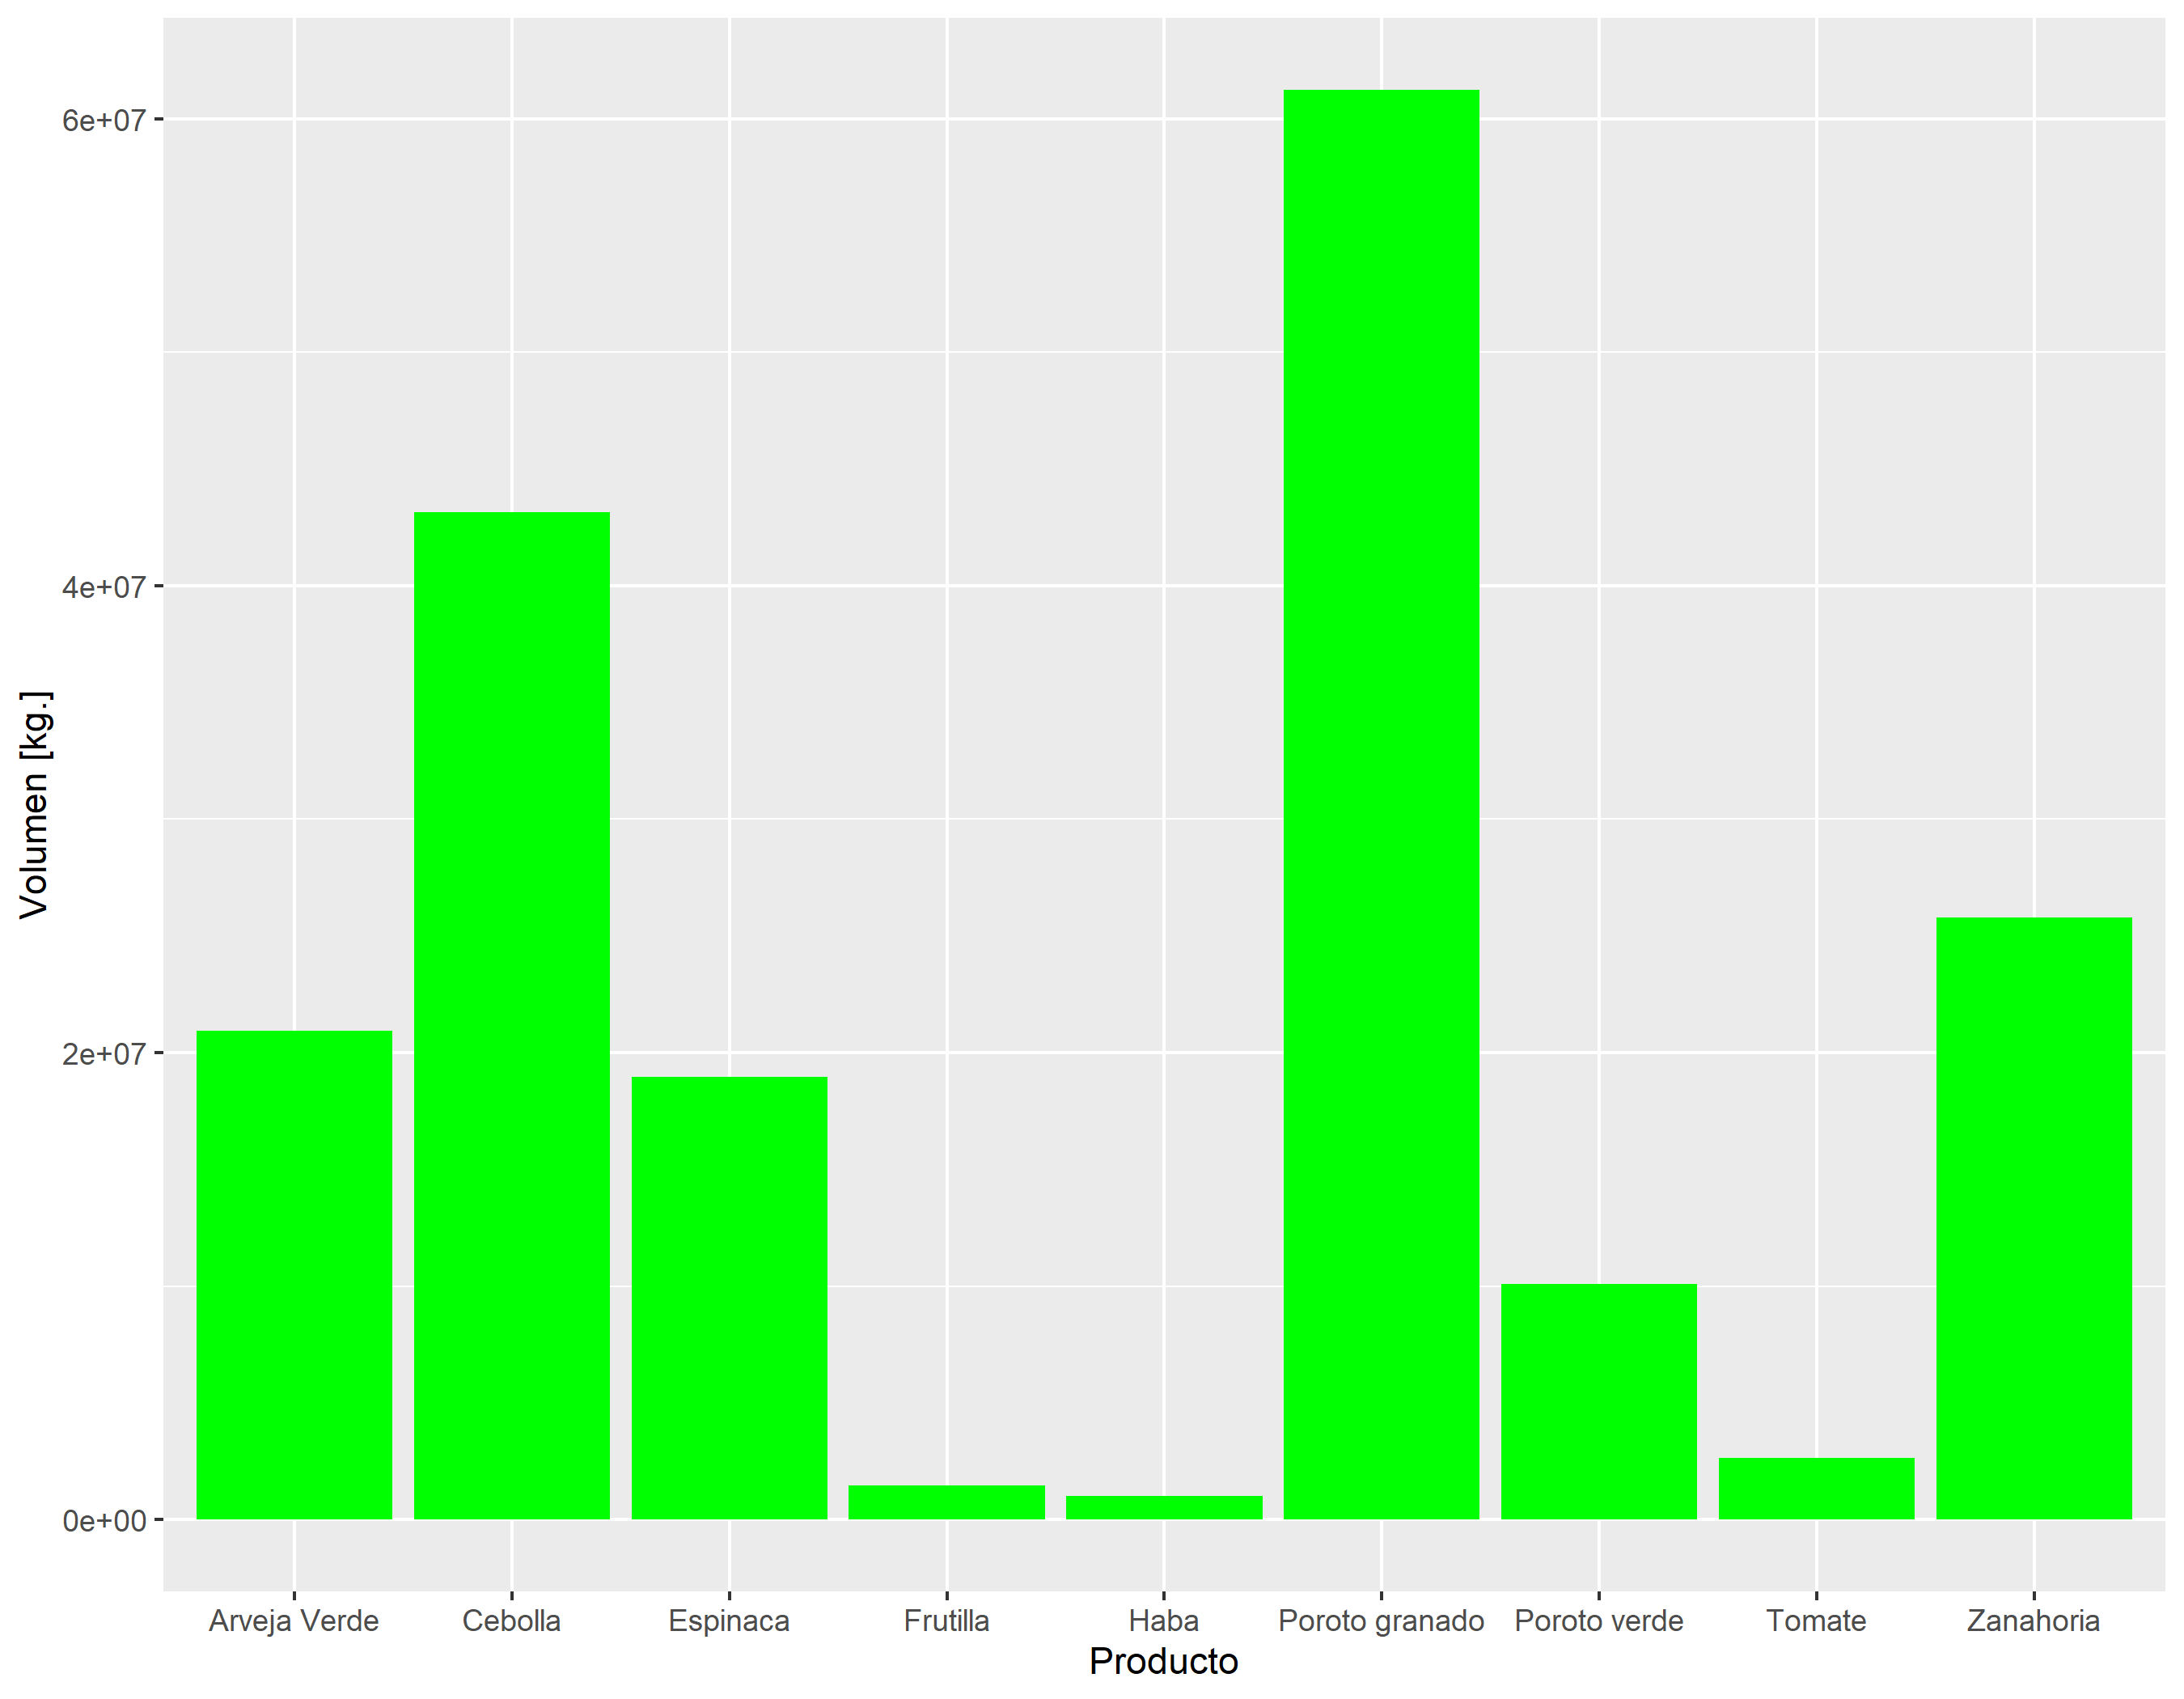 Volumen [kg.]
6e+07
4e+07
2e+07
0e+00
Arveja Verde
Cebolla
Espinaca
Frutilla
Haba
Poroto granado
Poroto verde
Tomate
Zanahoria
Producto